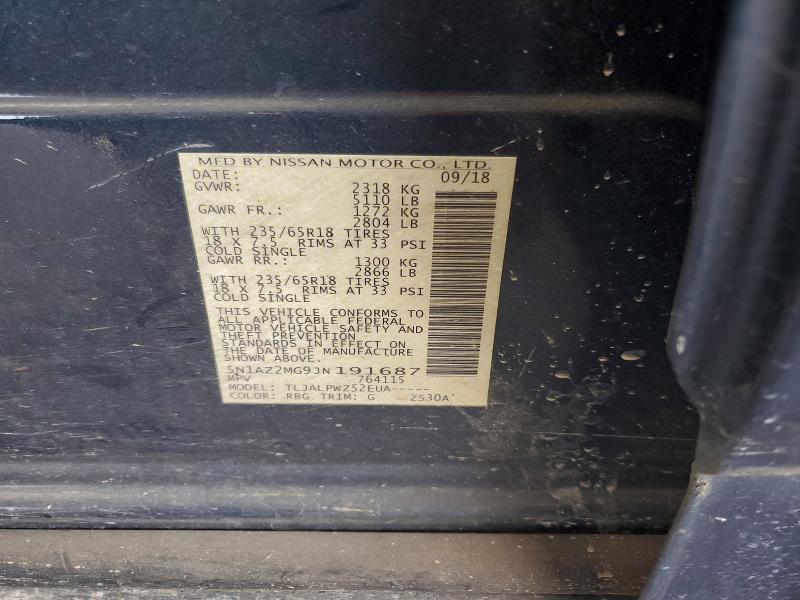 MFD BY NISSAN MOTOR CO., LTD.
DATE: 09/18
GVWR: 2318 KG
5110 LB
GAWR FR.: 1272 KG
2804 LB
WITH 235/65R18 TIRES
18 X 7.5 RIMS AT 33 PSI
COLD SINGLE
GAWR RR.: 1300 KG
2866 LB
WITH 235/65R18 TIRES
18 X 7.5 RIMS AT 33 PSI
COLD SINGLE
THIS VEHICLE CONFORMS TO
ALL APPLICABLE FEDERAL
MOTOR VEHICLE SAFETY AND
THEFT PREVENTION
STANDARDS IN EFFECT ON
THE DATE OF MANUFACTURE
SHOWN ABOVE.
5N1AZ2MG9JN191687
MPV 764115
MODEL: TLJALPWZ52EUA-----
COLOR: RBG TRIM: G ZS30A